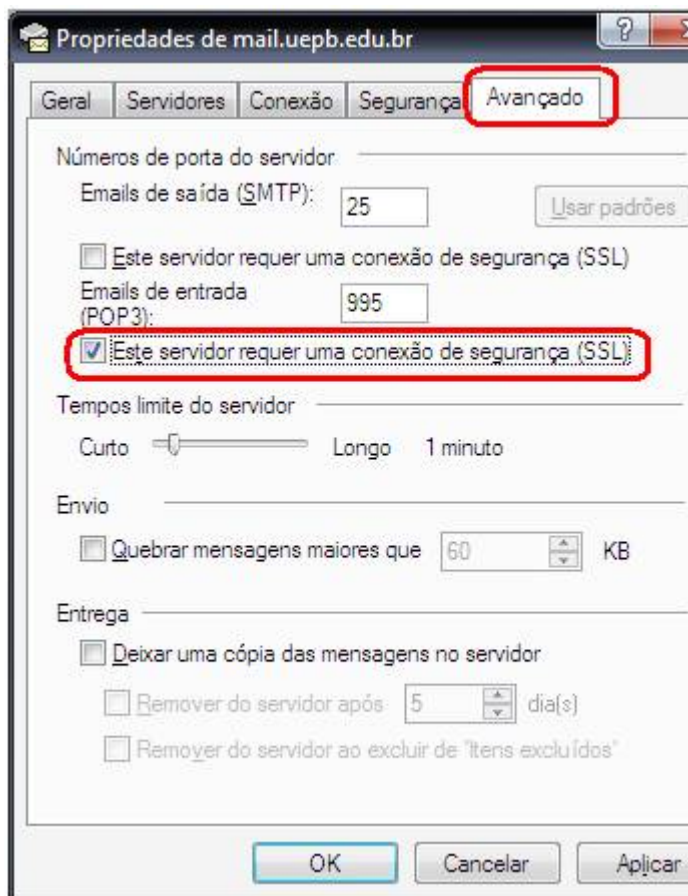 Propriedades de mail.uepb.edu.br
Geral Servidores Conexão Segurança Avançado
Números de porta do servidor
Emails de saída (SMTP): 25 Usar padrões
Este servidor requer uma conexão de segurança (SSL)
Emails de entrada
(POP3): 995
Este servidor requer uma conexão de segurança (SSL)
Tempos limite do servidor
Curto Longo 1 minuto
Envio
Quebrar mensagens maiores que 60 KB
Entrega
Deixar uma cópia das mensagens no servidor
Remover do servidor após 5 dia(s)
Remover do servidor ao excluir de 'Itens excluídos'
OK Cancelar Aplicar